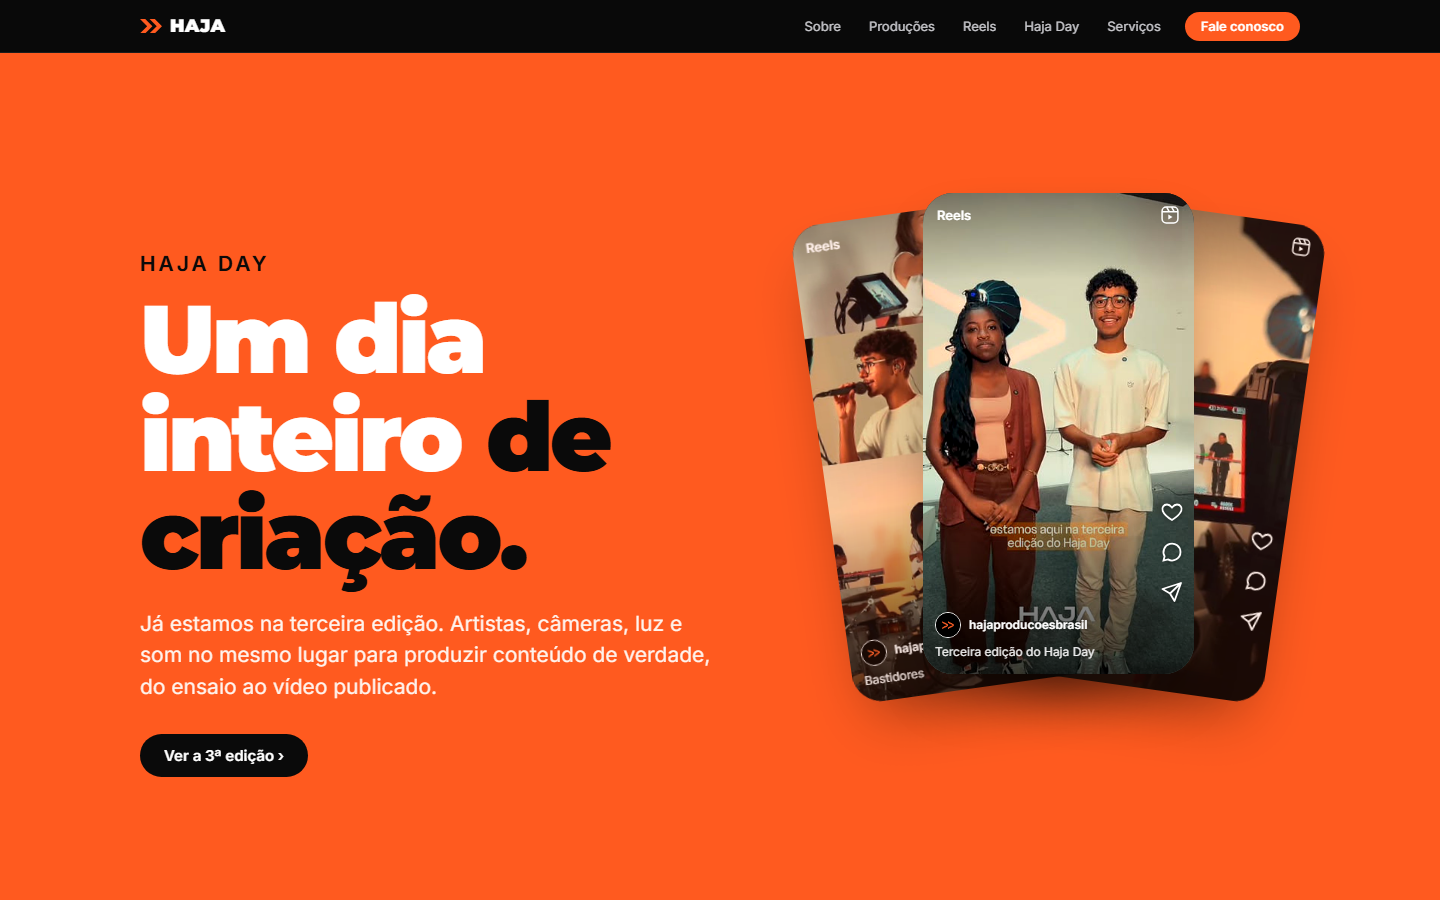 HAJA
Sobre
Produções
Reels
Haja Day
Serviços
Fale conosco
HAJA DAY
Um dia
inteiro de
criação.
Já estamos na terceira edição. Artistas, câmeras, luz e
som no mesmo lugar para produzir conteúdo de verdade,
do ensaio ao vídeo publicado.
Ver a 3ª edição ›
Reels
Bastidores
Reels
estamos aqui na terceira
edição do Haja Day
HAJA
hajaproducoesbrasil
Terceira edição do Haja Day